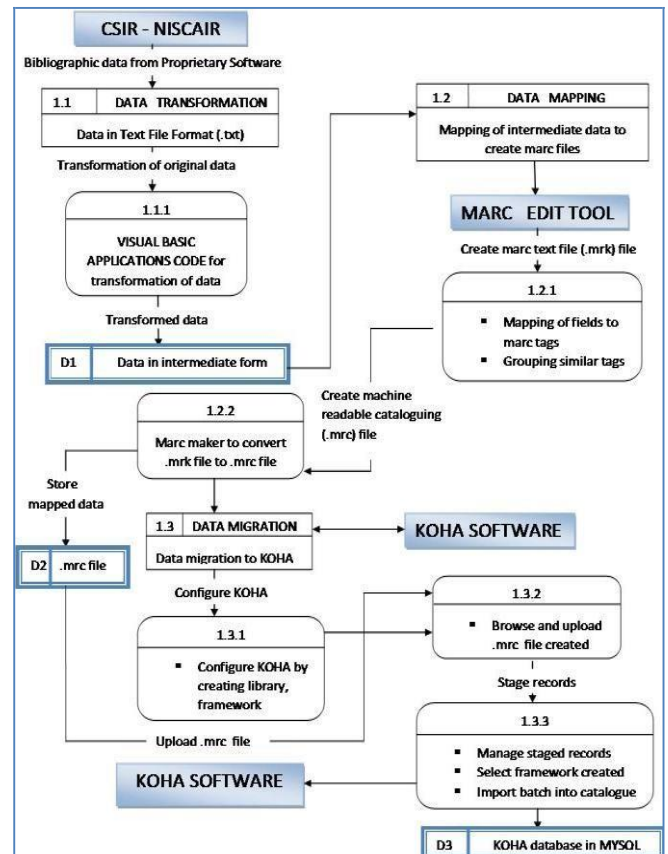 CSIR - NISCAIR
Bibliographic data from Proprietary Software
1.1 DATA TRANSFORMATION
Data in Text File Format (.txt)
Transformation of original data
1.1.1
VISUAL BASIC
APPLICATIONS CODE for
transformation of data
Transformed data
D1 Data in intermediate form
1.2 DATA MAPPING
Mapping of intermediate data to
create marc files
MARC EDIT TOOL
Create marc text file (.mrk) file
1.2.1
▪ Mapping of fields to
marc tags
▪ Grouping similar tags
Create machine
readable cataloguing
(.mrc) file
1.2.2
Marc maker to convert
.mrk file to .mrc file
Store
mapped data
D2 .mrc file
1.3 DATA MIGRATION
Data migration to KOHA
KOHA SOFTWARE
Configure KOHA
1.3.1
▪ Configure KOHA by
creating library,
framework
Upload .mrc file
1.3.2
▪ Browse and upload
.mrc file created
Stage records
1.3.3
▪ Manage staged records
▪ Select framework created
▪ Import batch into catalogue
KOHA SOFTWARE
D3 KOHA database in MYSQL